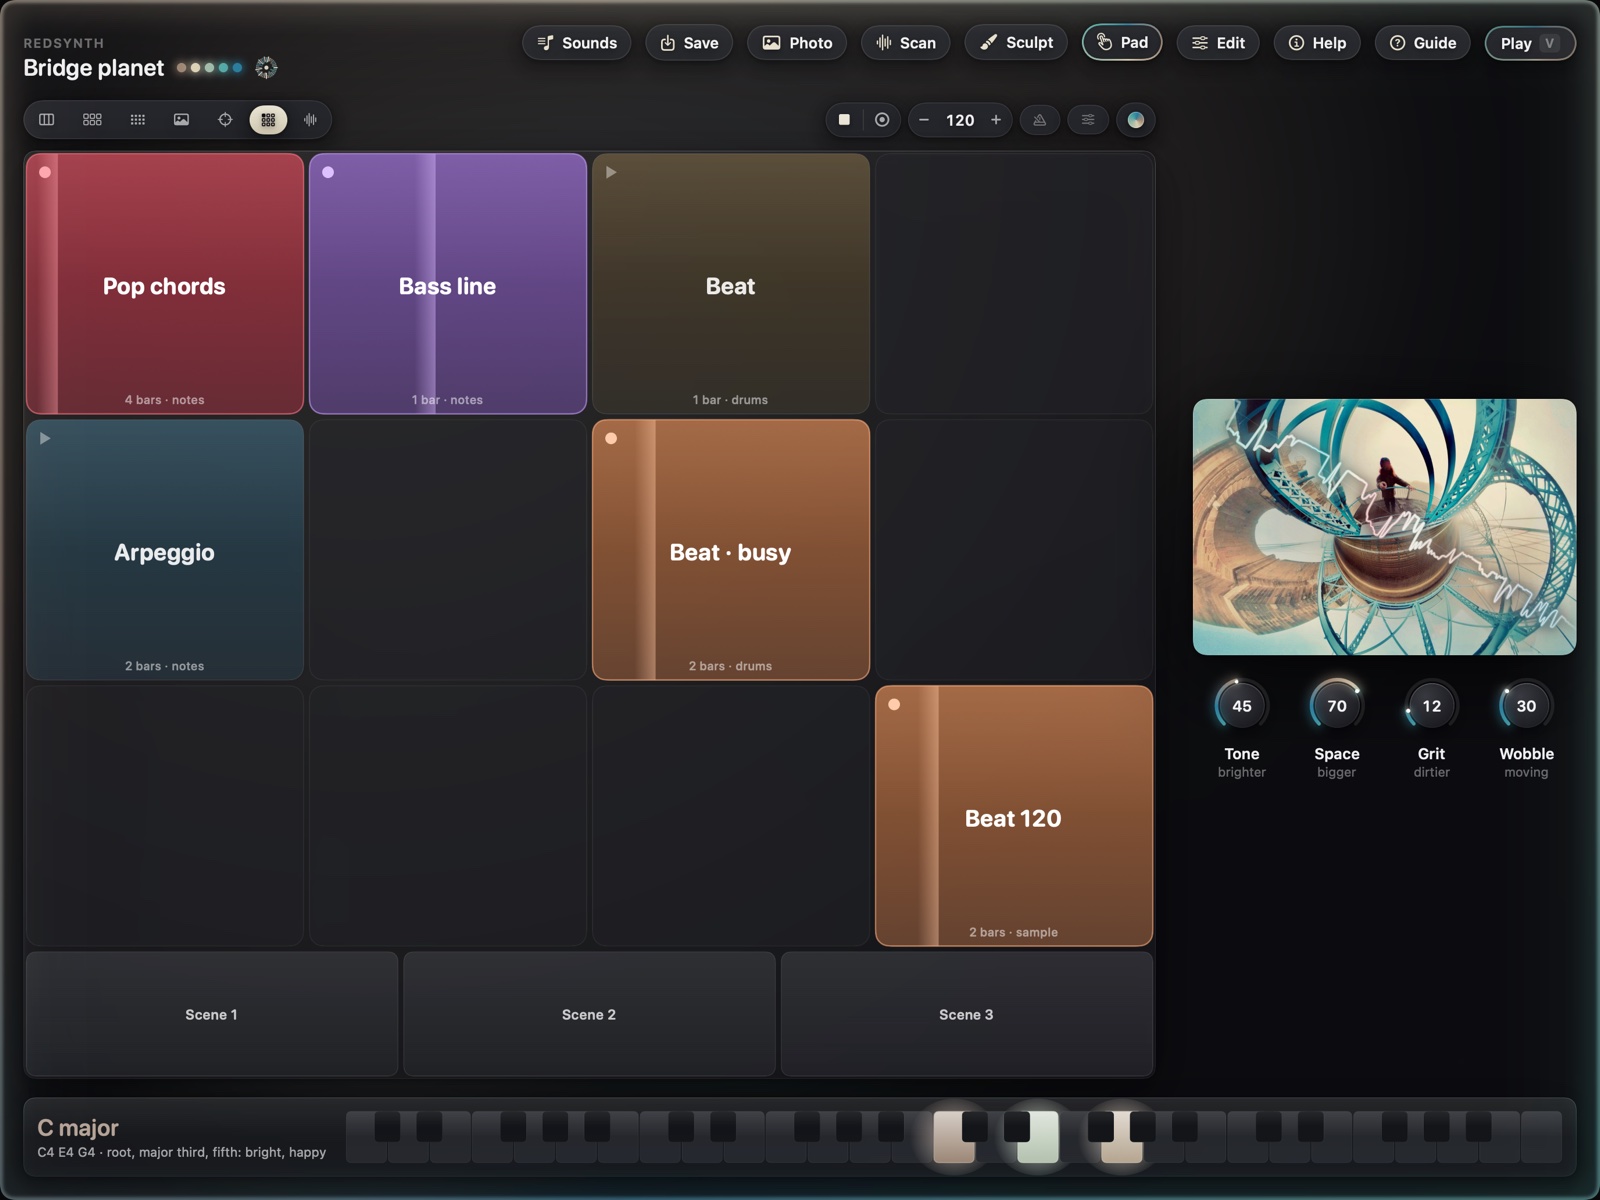 REDSYNTH
Bridge planet
Sounds
Save
Photo
Scan
Sculpt
Pad
Edit
Help
Guide
Play V
120
Pop chords
4 bars · notes
Bass line
1 bar · notes
Beat
1 bar · drums
Arpeggio
2 bars · notes
Beat · busy
2 bars · drums
Beat 120
2 bars · sample
Scene 1
Scene 2
Scene 3
45
70
12
30
Tone
Space
Grit
Wobble
brighter
bigger
dirtier
moving
C major
C4 E4 G4 · root, major third, fifth: bright, happy